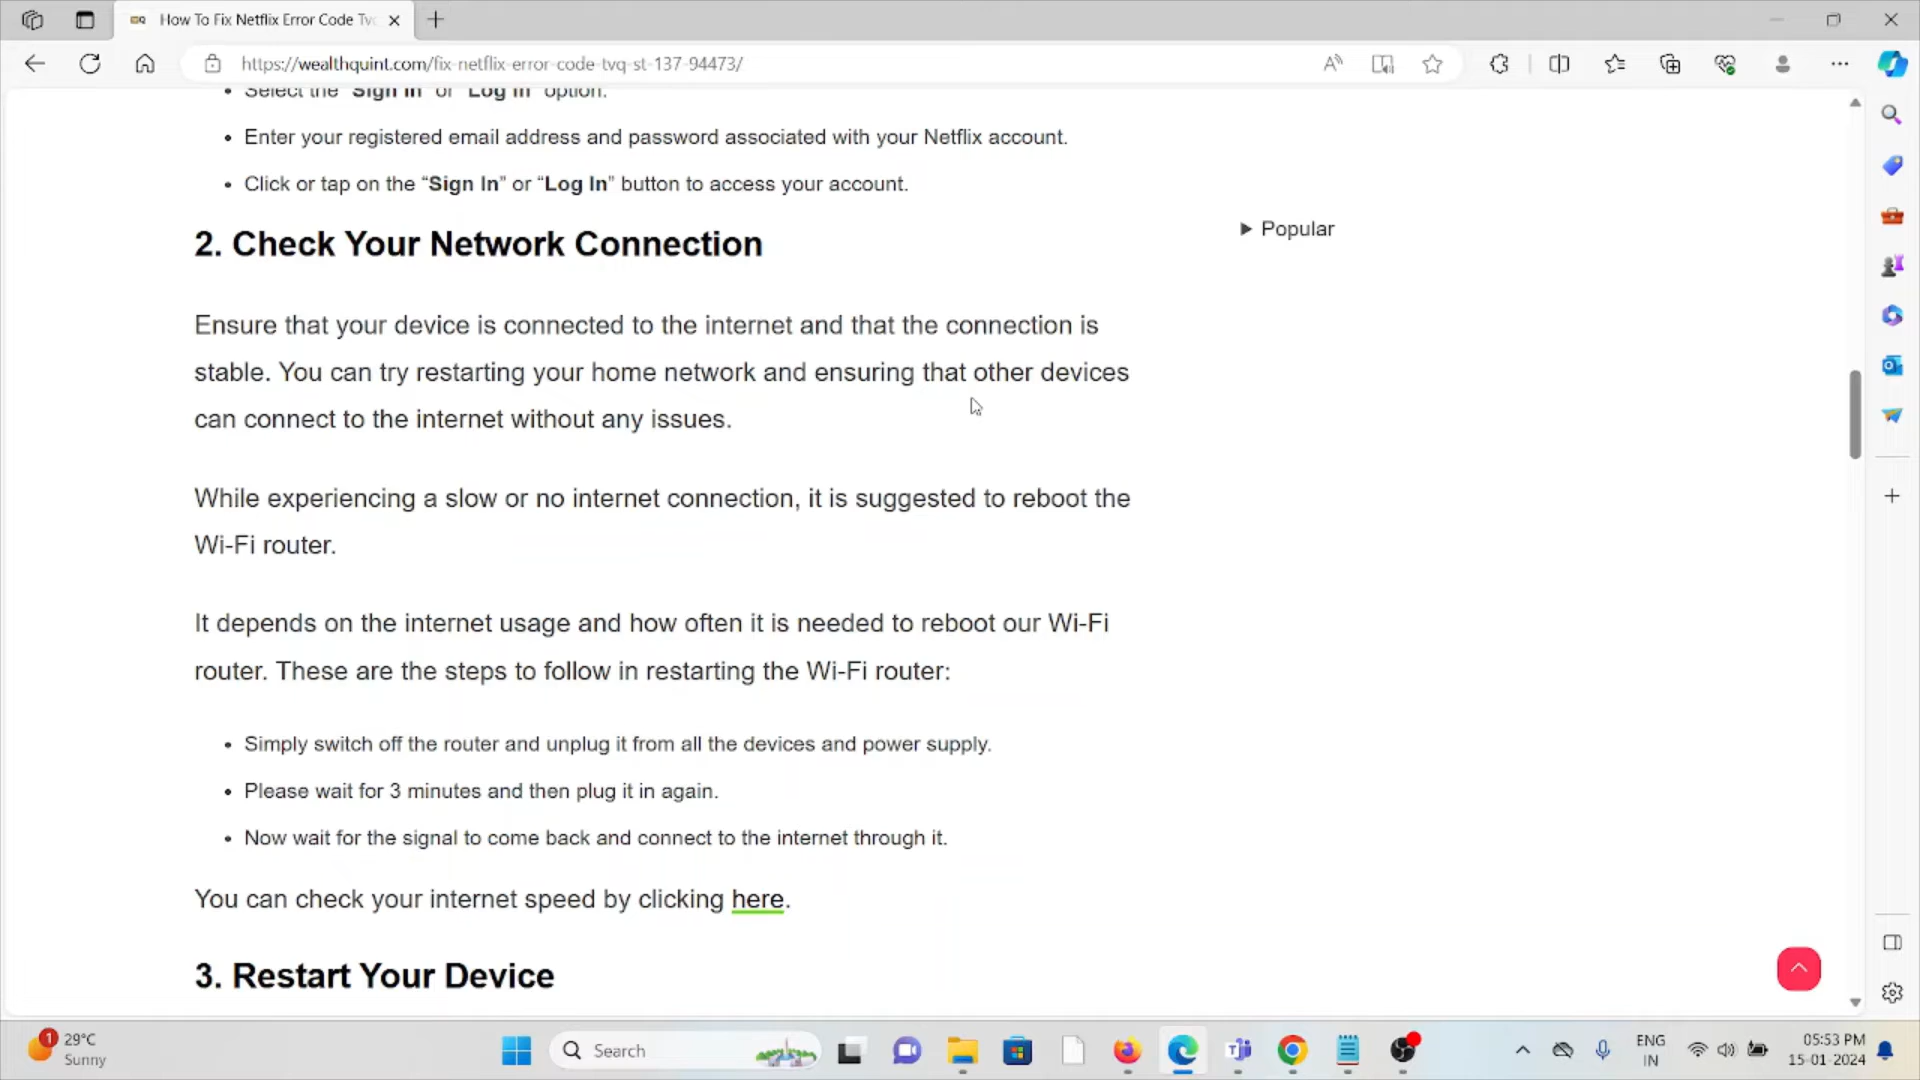 How To Fix Netflix Error Code Tvq
https://wealthquint.com/fix-netflix-error-code-tvq-st-137-94473/
• Select the “Sign In” or “Log In” option.
• Enter your registered email address and password associated with your Netflix account.
• Click or tap on the “Sign In” or “Log In” button to access your account.
▶ Popular
2. Check Your Network Connection
Ensure that your device is connected to the internet and that the connection is
stable. You can try restarting your home network and ensuring that other devices
can connect to the internet without any issues.
While experiencing a slow or no internet connection, it is suggested to reboot the
Wi-Fi router.
It depends on the internet usage and how often it is needed to reboot our Wi-Fi
router. These are the steps to follow in restarting the Wi-Fi router:
• Simply switch off the router and unplug it from all the devices and power supply.
• Please wait for 3 minutes and then plug it in again.
• Now wait for the signal to come back and connect to the internet through it.
You can check your internet speed by clicking here.
3. Restart Your Device
1
29°C
Sunny
Search
ENG
IN
05:53 PM
15-01-2024